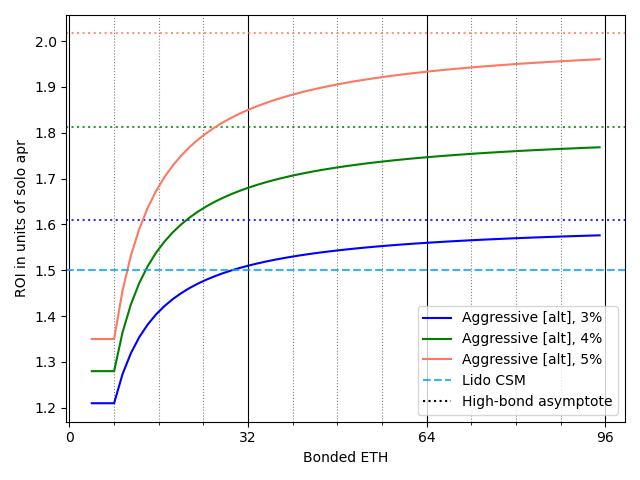 2.0
1.9
1.8
1.7
1.6
1.5
1.4
1.3
1.2
ROI in units of solo apr
Aggressive [alt], 3%
Aggressive [alt], 4%
Aggressive [alt], 5%
Lido CSM
High-bond asymptote
0 32 64 96
Bonded ETH